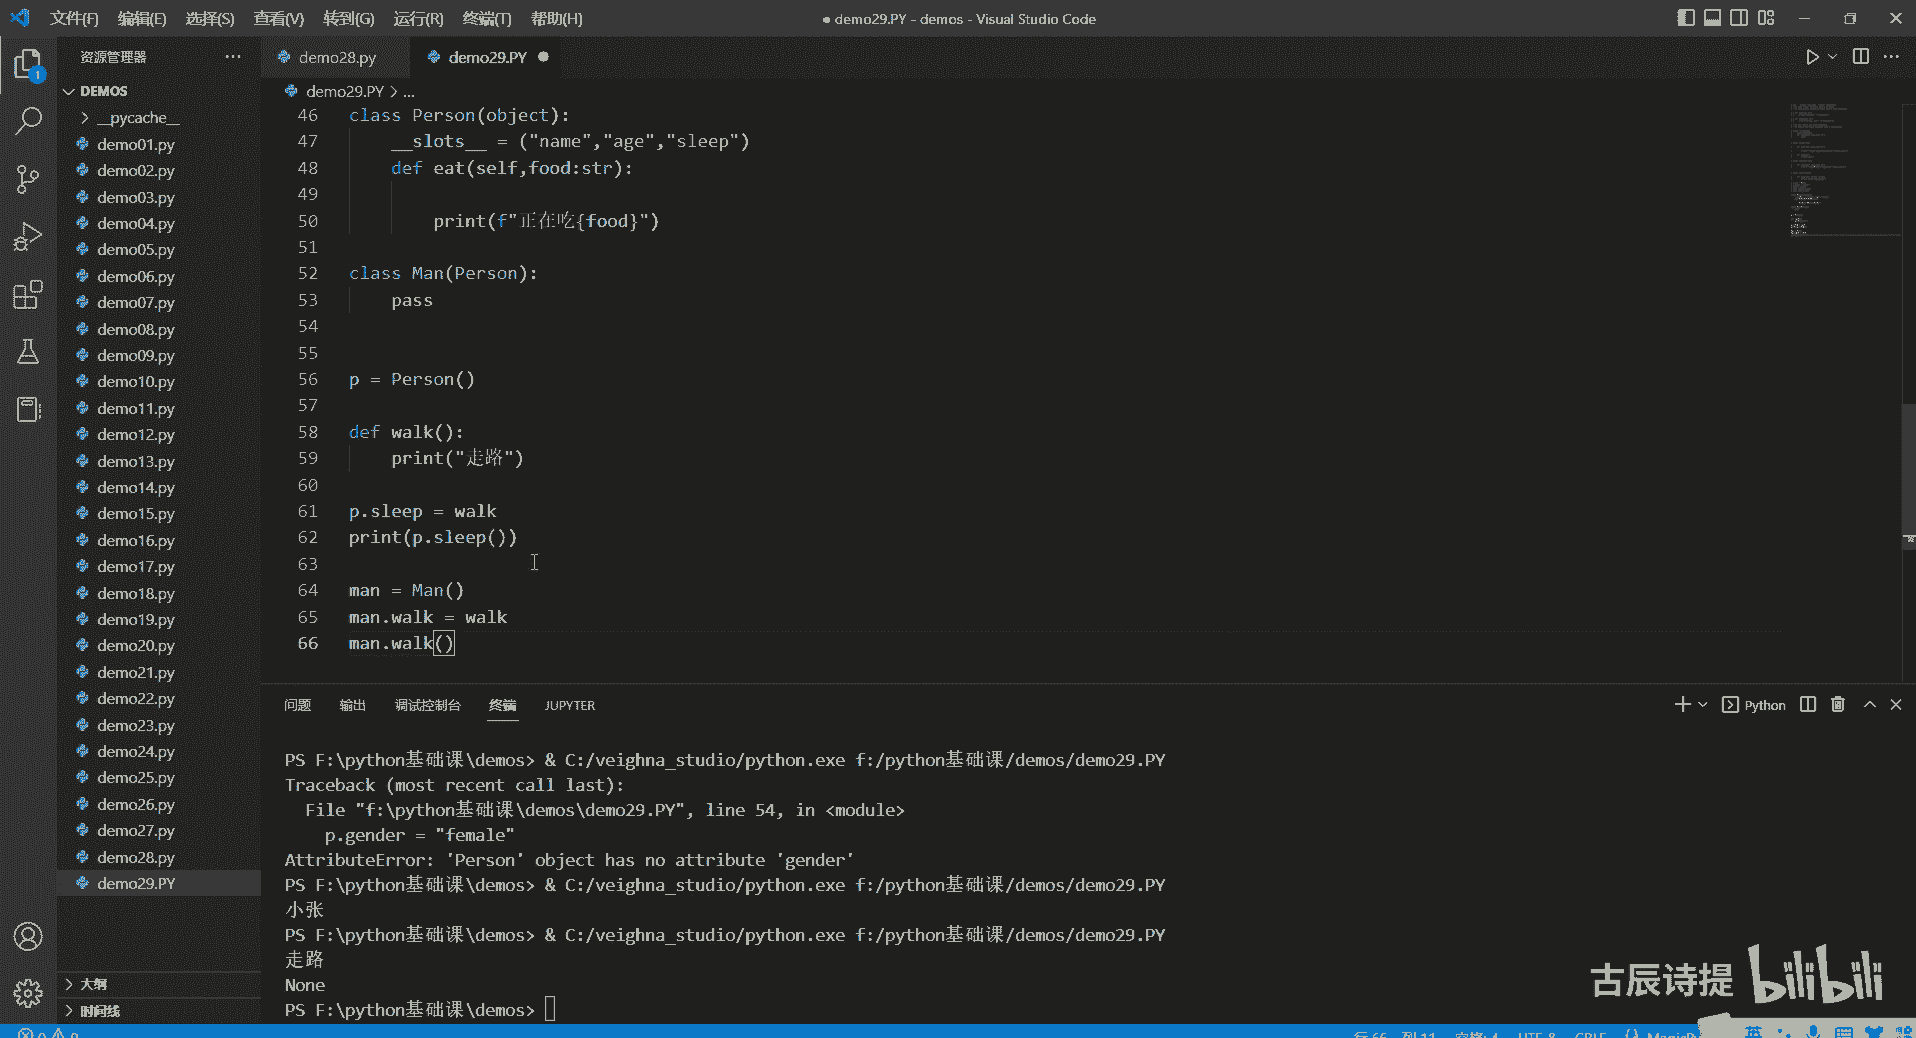 文件(F) 编辑(E) 选择(S) 查看(V) 转到(G) 运行(R) 终端(T) 帮助(H)
● demo29.PY - demos - Visual Studio Code
资源管理器
demo28.py
demo29.PY
DEMOS
demo29.PY > ...
1
__pycache__
demo01.py
demo02.py
demo03.py
demo04.py
demo05.py
demo06.py
demo07.py
demo08.py
demo09.py
demo10.py
demo11.py
demo12.py
demo13.py
demo14.py
demo15.py
demo16.py
demo17.py
demo18.py
demo19.py
demo20.py
demo21.py
demo22.py
demo23.py
demo24.py
demo25.py
demo26.py
demo27.py
demo28.py
demo29.PY
大纲
时间线
46 class Person(object):
47 __slots__ = ("name","age","sleep")
48 def eat(self,food:str):
49
50 print(f"正在吃{food}")
51
52 class Man(Person):
53 pass
54
55
56 p = Person()
57
58 def walk():
59 print("走路")
60
61 p.sleep = walk
62 print(p.sleep())
63
64 man = Man()
65 man.walk = walk
66 man.walk()
问题 输出 调试控制台 终端 JUPYTER
Python
PS F:\python基础课\demos> & C:/veighna_studio/python.exe f:/python基础课/demos/demo29.PY
Traceback (most recent call last):
File "f:\python基础课\demos\demo29.PY", line 54, in <module>
p.gender = "female"
AttributeError: 'Person' object has no attribute 'gender'
PS F:\python基础课\demos> & C:/veighna_studio/python.exe f:/python基础课/demos/demo29.PY
小张
PS F:\python基础课\demos> & C:/veighna_studio/python.exe f:/python基础课/demos/demo29.PY
走路
None
PS F:\python基础课\demos>
古辰诗提 bilibili